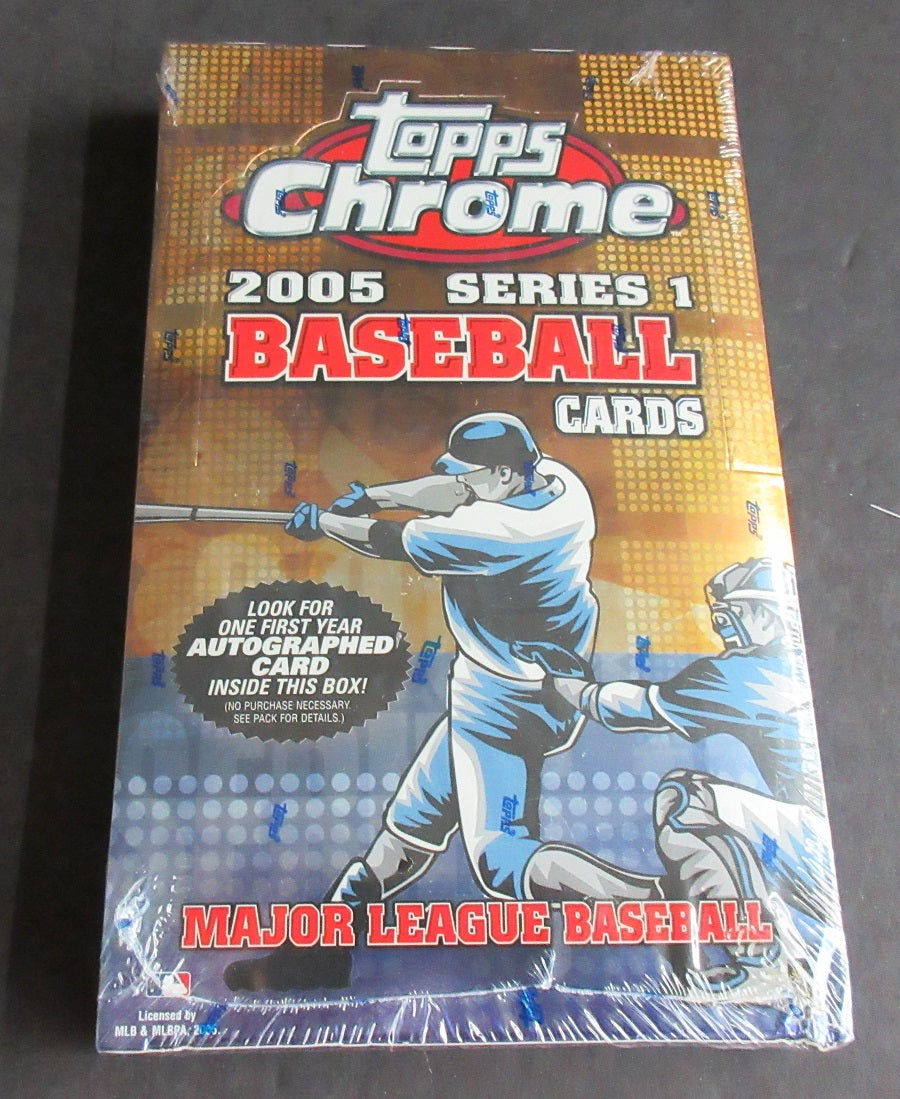 Topps
Chrome
2005 SERIES 1
BASEBALL
CARDS
LOOK FOR
ONE FIRST YEAR
AUTOGRAPHED
CARD
INSIDE THIS BOX!
(NO PURCHASE NECESSARY.
SEE PACK FOR DETAILS.)
MAJOR LEAGUE BASEBALL
Licensed by
MLB & MLBPA, 2005.